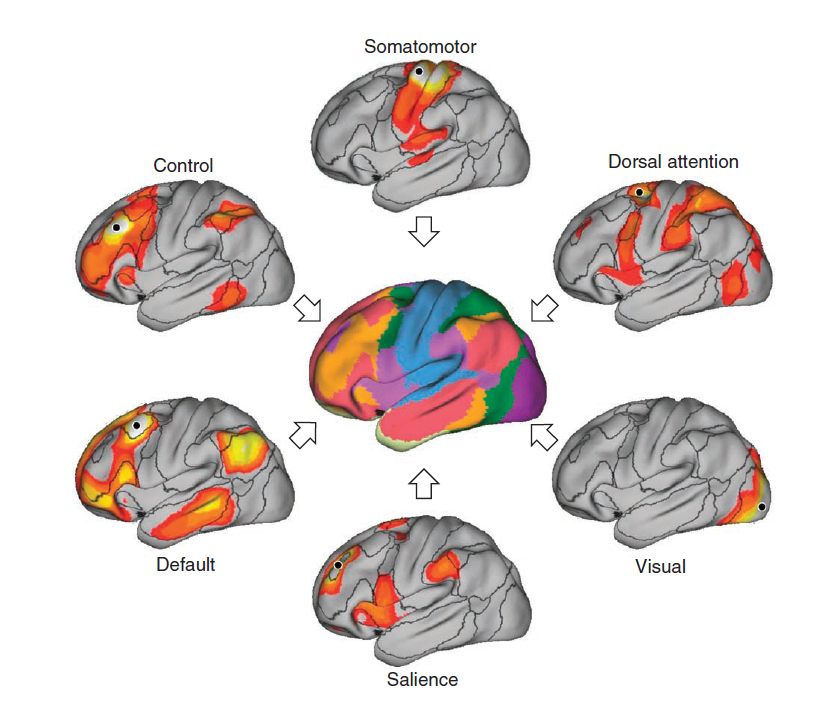 Somatomotor
Control
Dorsal attention
Default
Visual
Salience